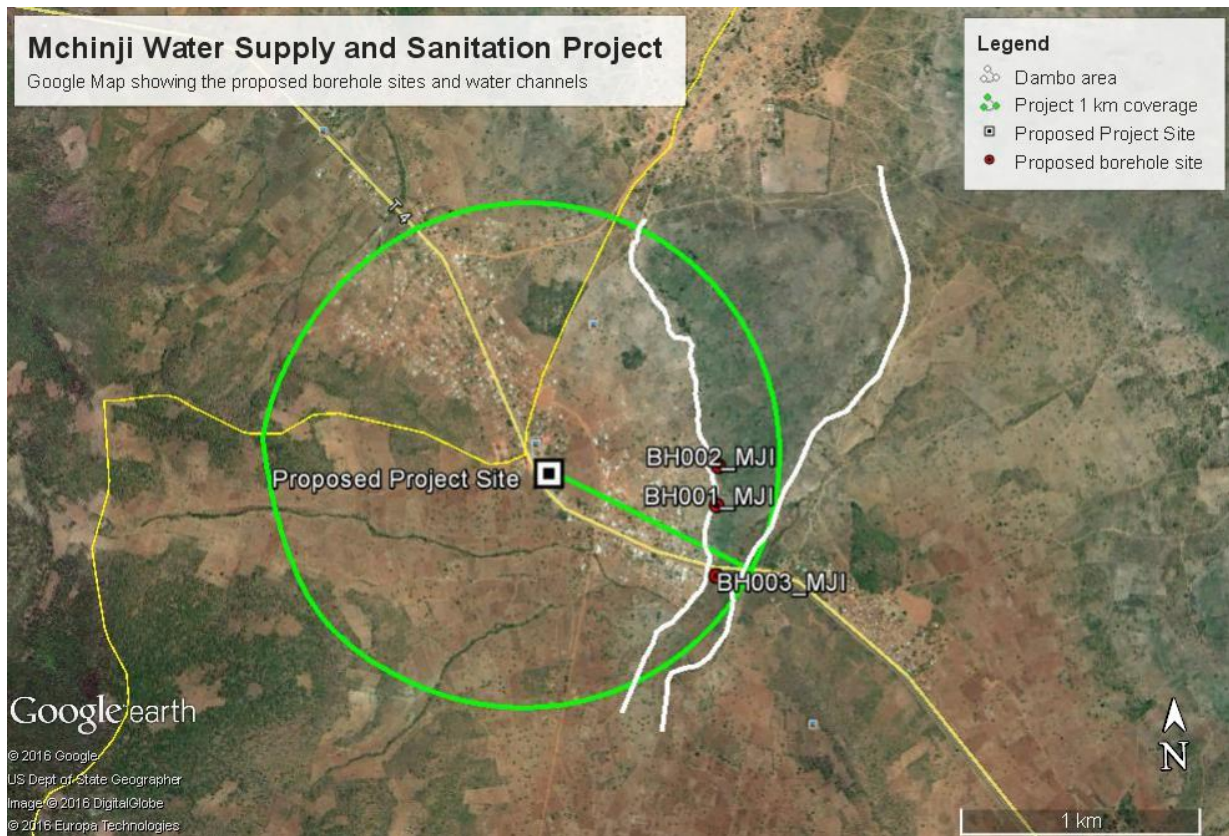 Mchinji Water Supply and Sanitation Project
Google Map showing the proposed borehole sites and water channels
Legend
Dambo area
Project 1 km coverage
Proposed Project Site
Proposed borehole site
T 4
BH002_MJI
Proposed Project Site
BH001_MJI
BH003_MJI
Google earth
© 2016 Google
US Dept of State Geographer
Image © 2016 DigitalGlobe
© 2016 Europa Technologies
N
1 km